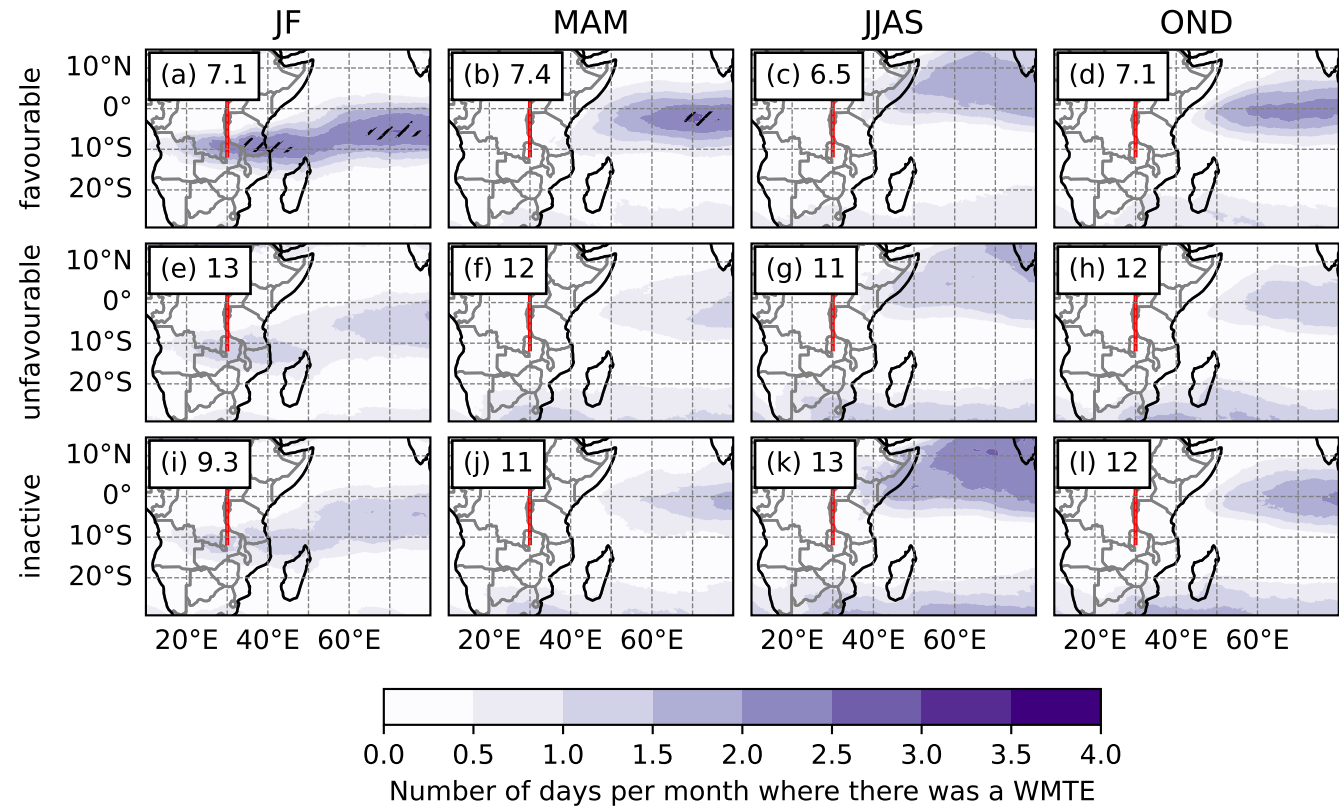 JF MAM JJAS OND
favourable
10°N
0°
10°S
20°S
(a) 7.1 (b) 7.4 (c) 6.5 (d) 7.1
unfavourable
10°N
0°
10°S
20°S
(e) 13 (f) 12 (g) 11 (h) 12
inactive
10°N
0°
10°S
20°S
(i) 9.3 (j) 11 (k) 13 (l) 12
20°E 40°E 60°E 20°E 40°E 60°E 20°E 40°E 60°E 20°E 40°E 60°E
0.0 0.5 1.0 1.5 2.0 2.5 3.0 3.5 4.0
Number of days per month where there was a WMTE